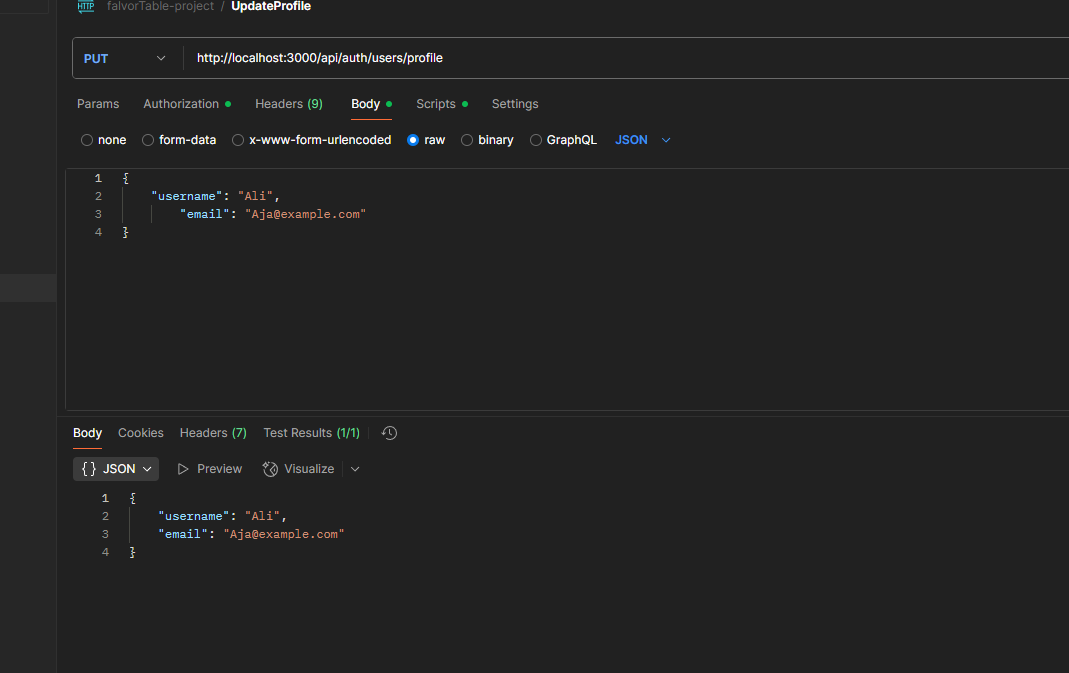 HTTP falvorTable-project / UpdateProfile
PUT http://localhost:3000/api/auth/users/profile
Params Authorization Headers (9) Body Scripts Settings
none form-data x-www-form-urlencoded raw binary GraphQL JSON
1 {
2 "username": "Ali",
3 "email": "Aja@example.com"
4 }
Body Cookies Headers (7) Test Results (1/1)
{} JSON Preview Visualize
1 {
2 "username": "Ali",
3 "email": "Aja@example.com"
4 }